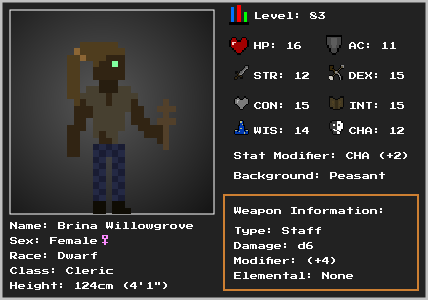 Level: 83
HP: 16 AC: 11
STR: 12 DEX: 15
CON: 15 INT: 15
WIS: 14 CHA: 12
Stat Modifier: CHA (+2)
Background: Peasant
Weapon Information:
Type: Staff
Damage: d6
Modifier: (+4)
Elemental: None
Name: Brina Willowgrove
Sex: Female♀
Race: Dwarf
Class: Cleric
Height: 124cm (4'1")